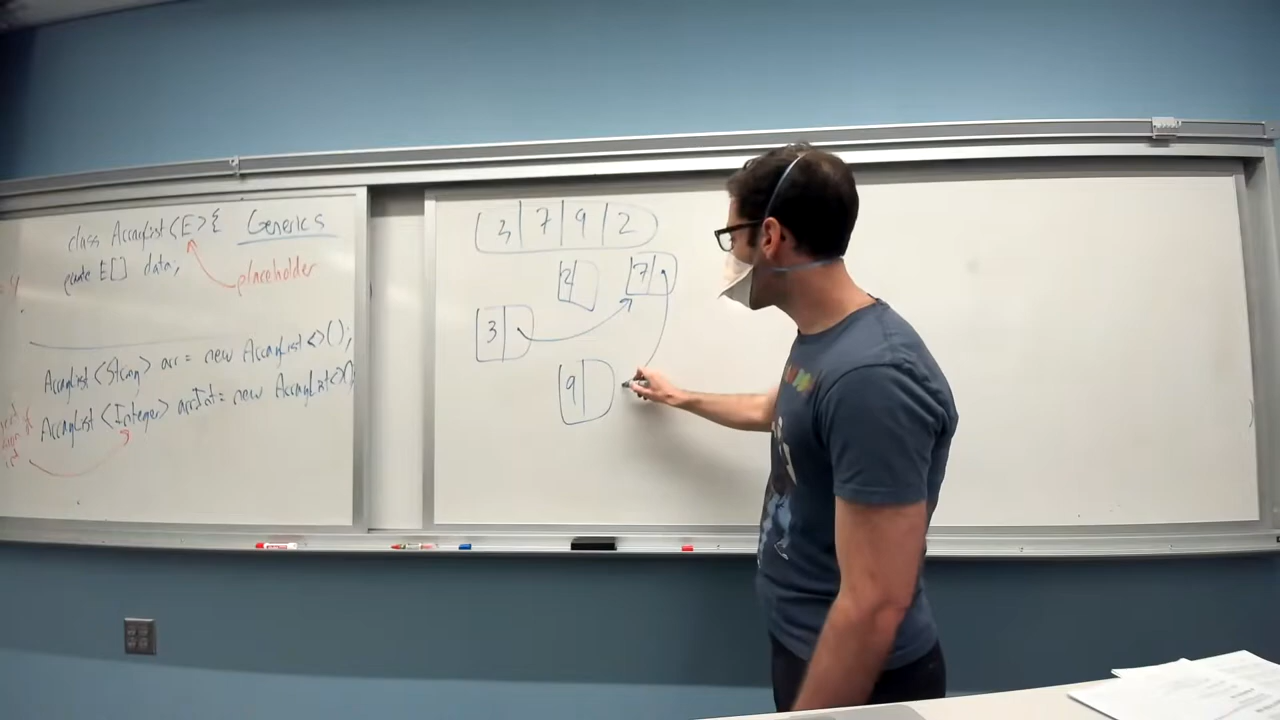 class ArrayList<E>{ Generics
private E[] data;
placeholder
ArrayList <String> arr = new ArrayList<>();
ArrayList <Integer> arrInt = new ArrayList<>();
3 7 9 2
2 7
3
9